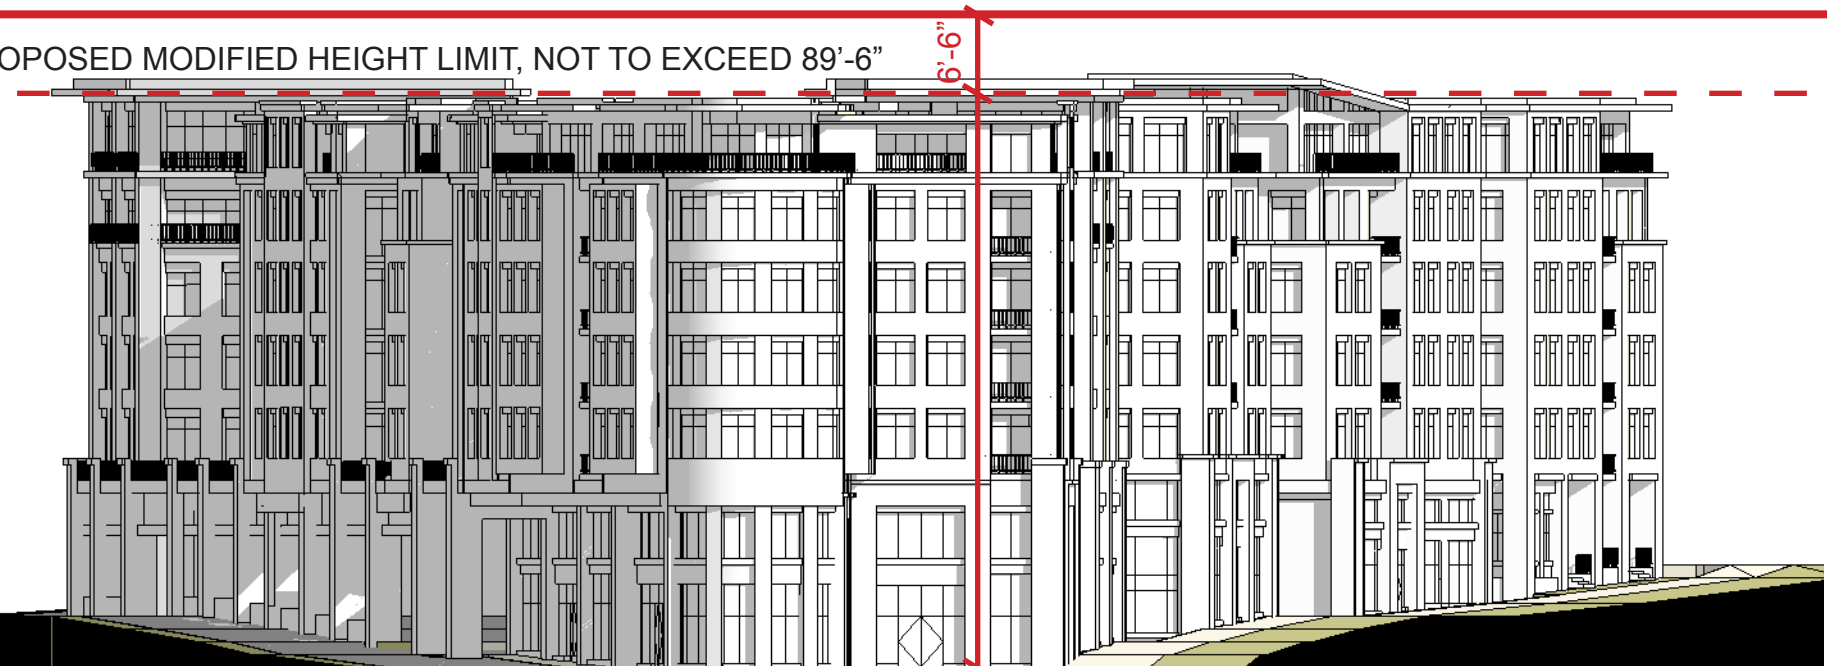 OPOSED MODIFIED HEIGHT LIMIT, NOT TO EXCEED 89’-6”
6’-6”